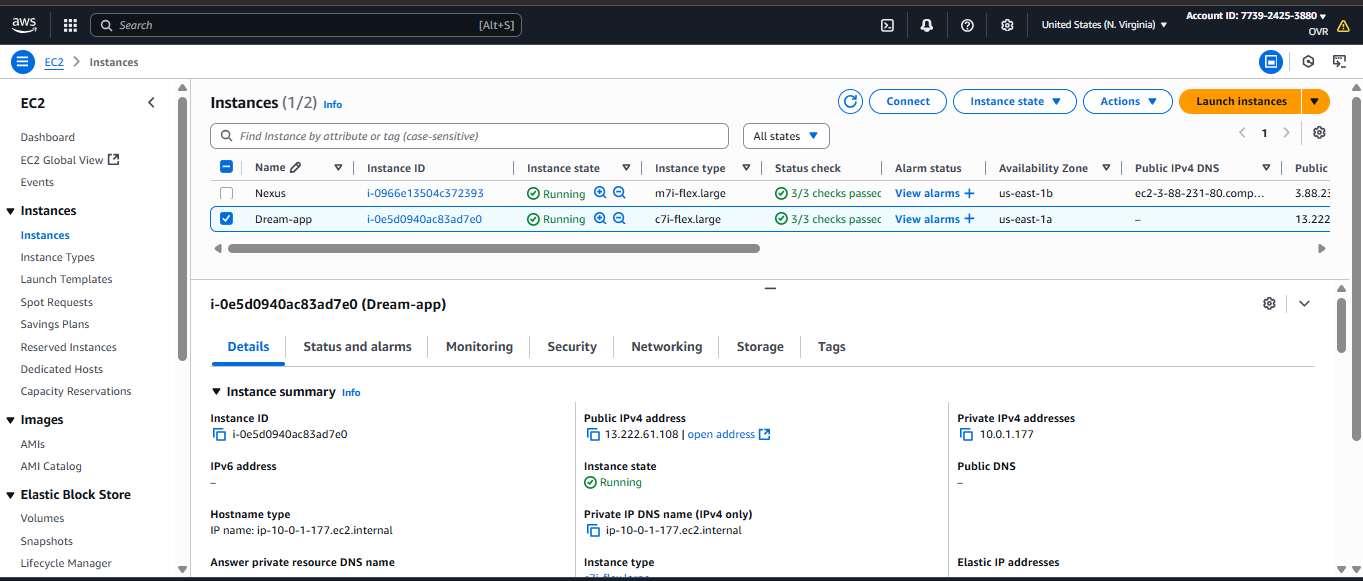 aws
Search [Alt+S]
United States (N. Virginia)
Account ID: 7739-2425-3880
OVR
EC2 Instances
EC2
Dashboard
EC2 Global View
Events
Instances
Instances
Instance Types
Launch Templates
Spot Requests
Savings Plans
Reserved Instances
Dedicated Hosts
Capacity Reservations
Images
AMIs
AMI Catalog
Elastic Block Store
Volumes
Snapshots
Lifecycle Manager
Instances (1/2) Info
Connect Instance state Actions Launch instances
Find Instance by attribute or tag (case-sensitive) All states 1
Name Instance ID Instance state Instance type Status check Alarm status Availability Zone Public IPv4 DNS Public
Nexus i-0966e13504c372393 Running m7i-flex.large 3/3 checks passed View alarms + us-east-1b ec2-3-88-231-80.comp... 3.88.23
Dream-app i-0e5d0940ac83ad7e0 Running c7i-flex.large 3/3 checks passed View alarms + us-east-1a – 13.222
i-0e5d0940ac83ad7e0 (Dream-app)
Details Status and alarms Monitoring Security Networking Storage Tags
Instance summary Info
Instance ID
i-0e5d0940ac83ad7e0
IPv6 address
–
Hostname type
IP name: ip-10-0-1-177.ec2.internal
Answer private resource DNS name
Public IPv4 address
13.222.61.108 | open address
Instance state
Running
Private IP DNS name (IPv4 only)
ip-10-0-1-177.ec2.internal
Instance type
c7i-flex.large
Private IPv4 addresses
10.0.1.177
Public DNS
–
Elastic IP addresses